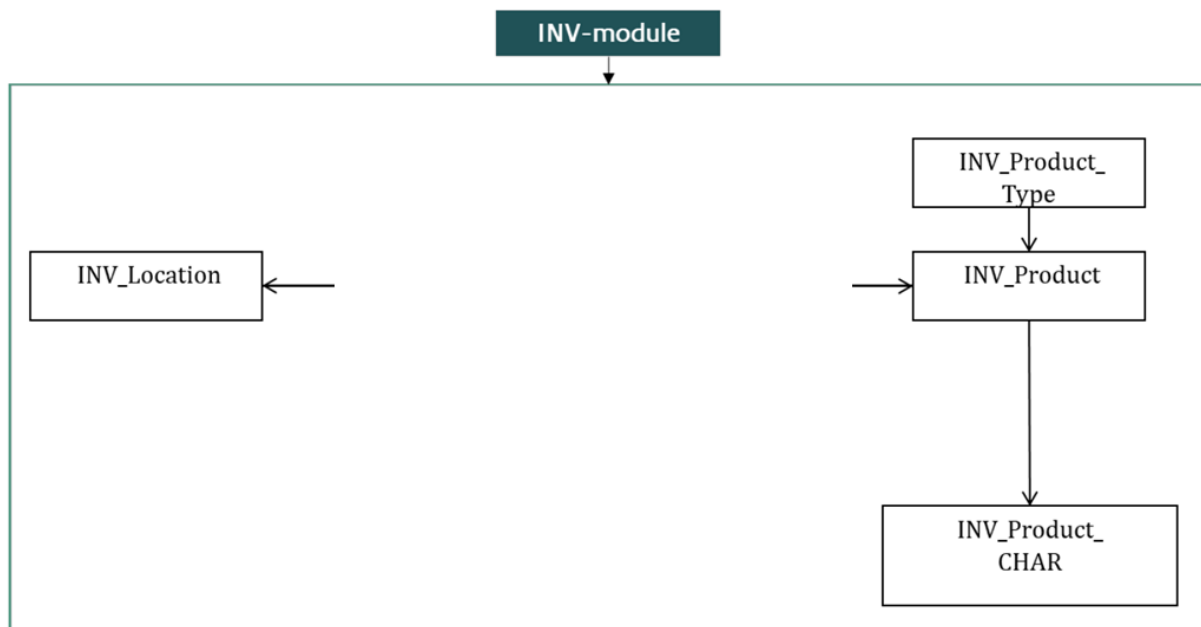 INV-module
INV_Product_
Type
INV_Location
INV_Product
INV_Product_
CHAR